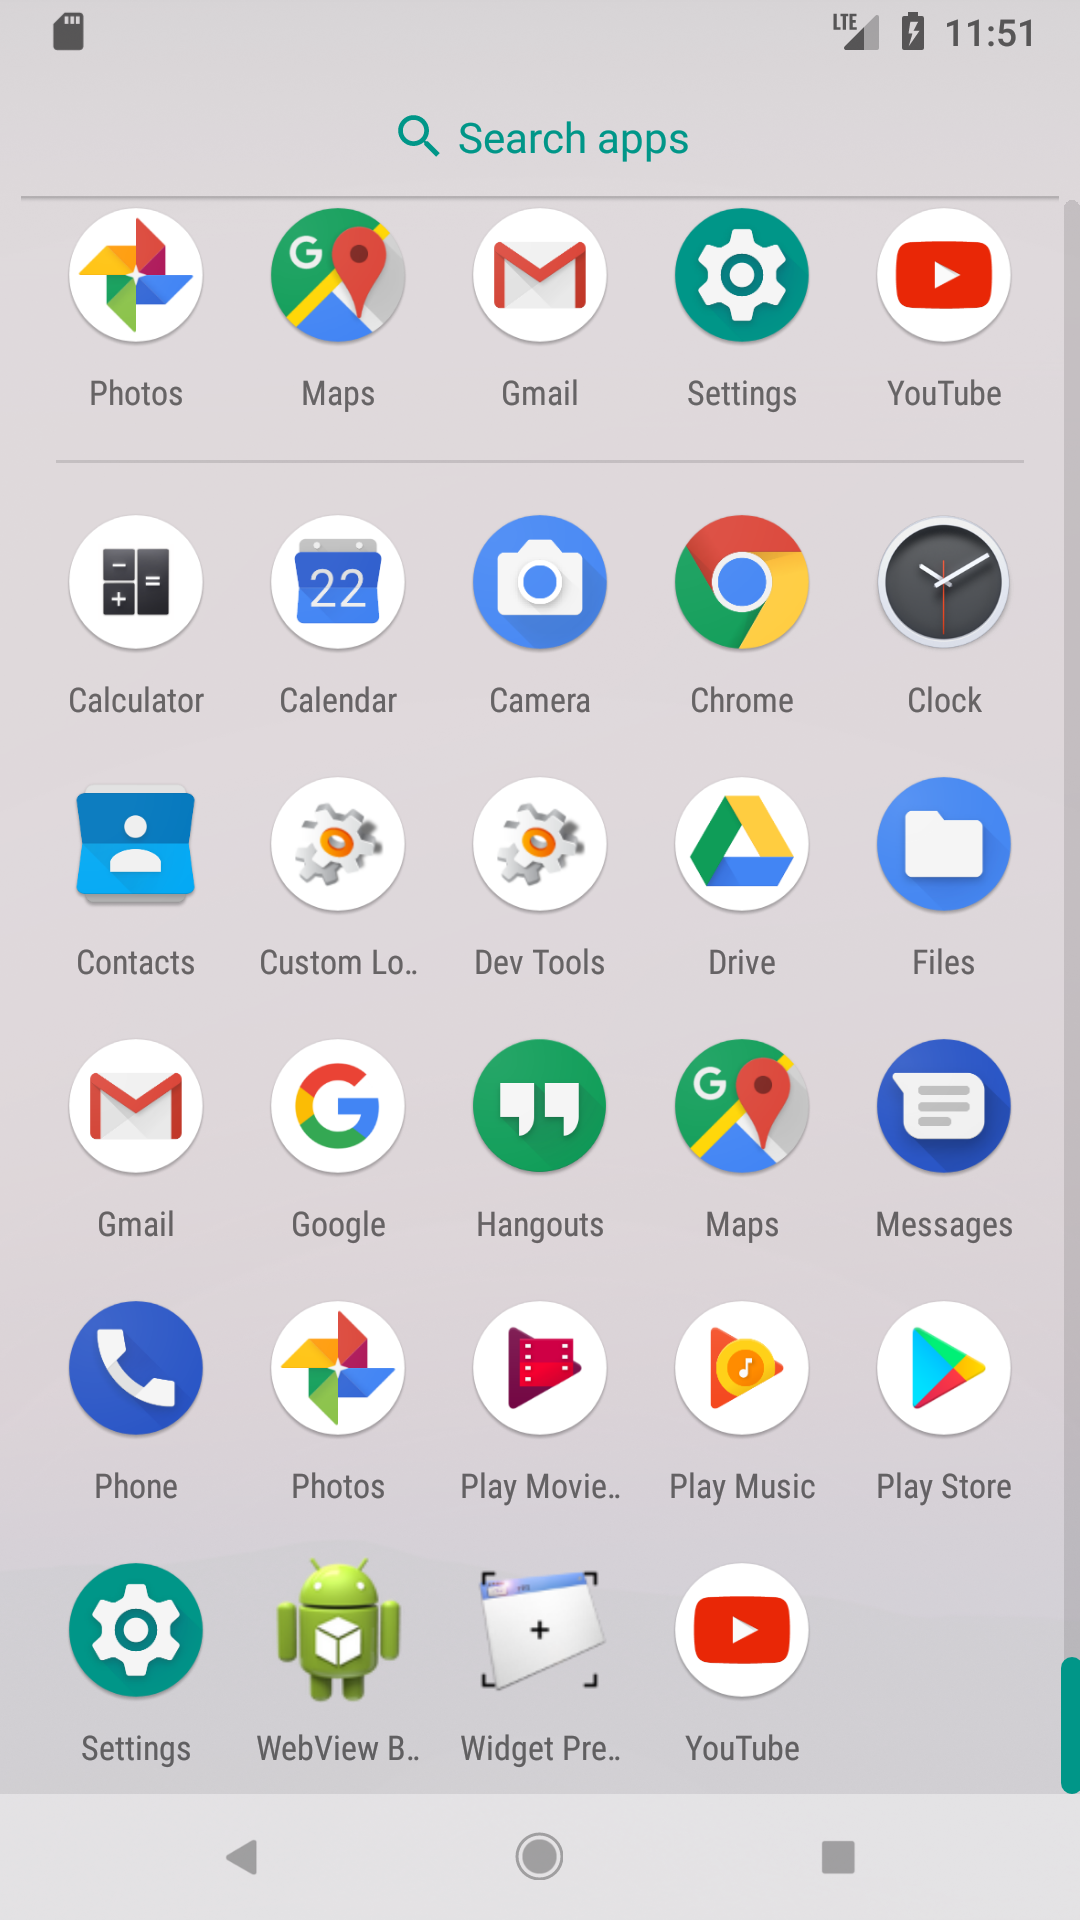 LTE 11:51
Search apps
Photos Maps Gmail Settings YouTube
22
Calculator Calendar Camera Chrome Clock
Contacts Custom Lo… Dev Tools Drive Files
Gmail Google Hangouts Maps Messages
Phone Photos Play Movie… Play Music Play Store
Settings WebView B… Widget Pre… YouTube